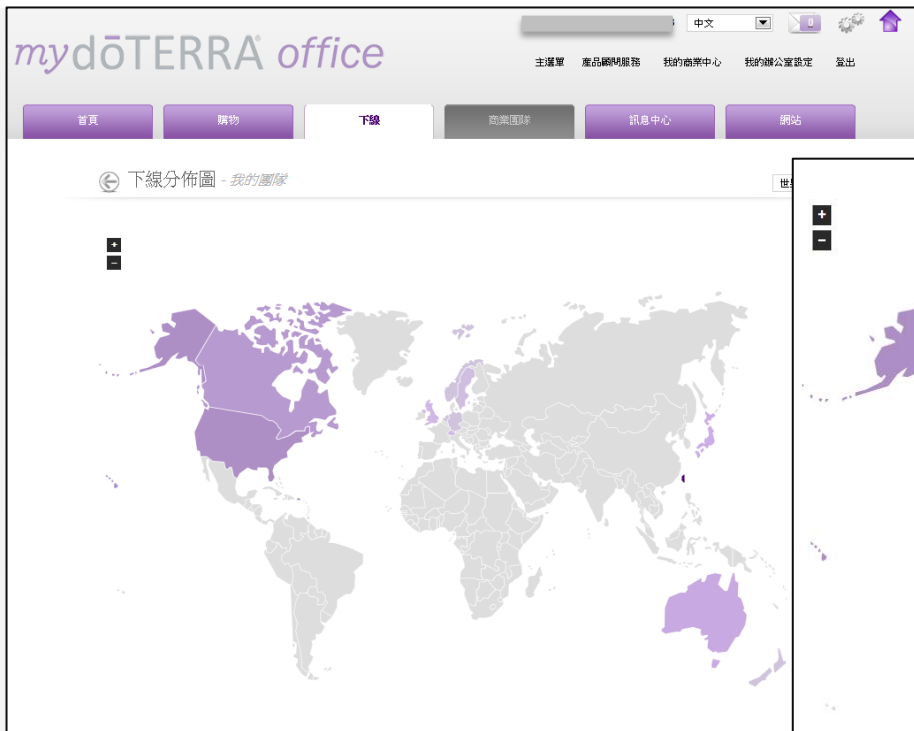 中文
0
mydōTERRA® office
主選單 產品顧問服務 我的商業中心 我的辦公室設定 登出
首頁 購物 下線 商業團隊 訊息中心 網站
下線分佈圖 - 我的團隊
世
+
-
+
-